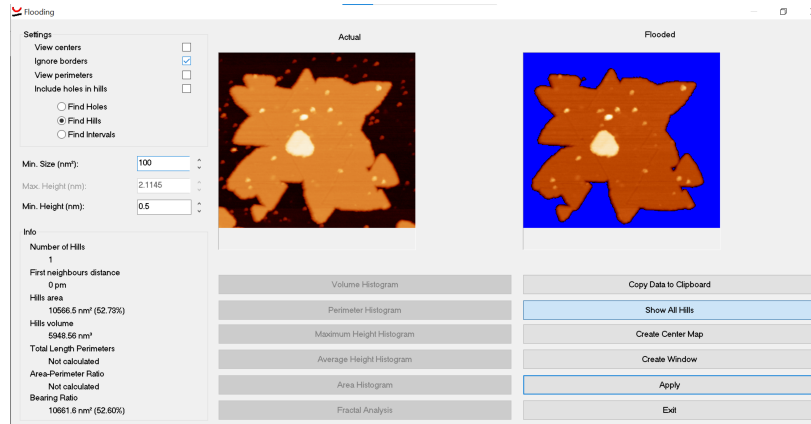 Flooding
Settings
View centers
Ignore borders
View perimeters
Include holes in hills
Find Holes
Find Hills
Find Intervals
Min. Size (nm²): 100
Max. Height (nm): 2.1145
Min. Height (nm): 0.5
Info
Number of Hills
1
First neighbours distance
0 pm
Hills area
10566.5 nm² (52.73%)
Hills volume
5948.56 nm³
Total Length Perimeters
Not calculated
Area-Perimeter Ratio
Not calculated
Bearing Ratio
10661.6 nm² (52.60%)
Actual
Flooded
Volume Histogram
Perimeter Histogram
Maximum Height Histogram
Average Height Histogram
Area Histogram
Fractal Analysis
Copy Data to Clipboard
Show All Hills
Create Center Map
Create Window
Apply
Exit